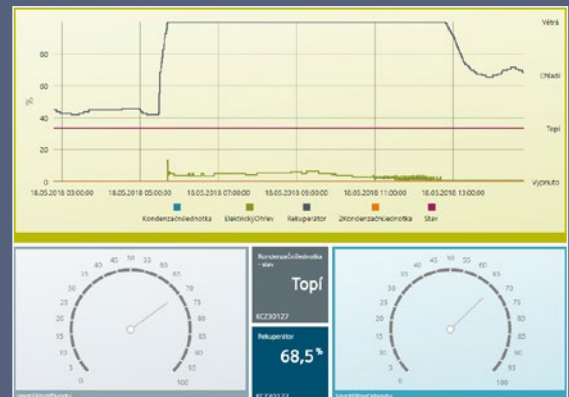 Větrá
80
Chladí
60
%
40
Topí
20
0
Vypnuto
18.05.2018 03:00:00 18.05.2018 05:00:00 18.05.2018 07:00:00 18.05.2018 09:00:00 18.05.2018 11:00:00 18.05.2018 13:00:00
KondenzačníJednotka ElektrickýOhřev Rekuperátor 2KondenzačníJednotka Stav
0 5 10 15 20 25 30 35 40 45 50 55 60 65 70 75 80 85 90 95 100
KondenzačníJednotka
- stav
Topí
KCZ30127
Rekuperátor
68,5 %
KCZ30127
0 5 10 15 20 25 30 35 40 45 50 55 60 65 70 75 80 85 90 95 100